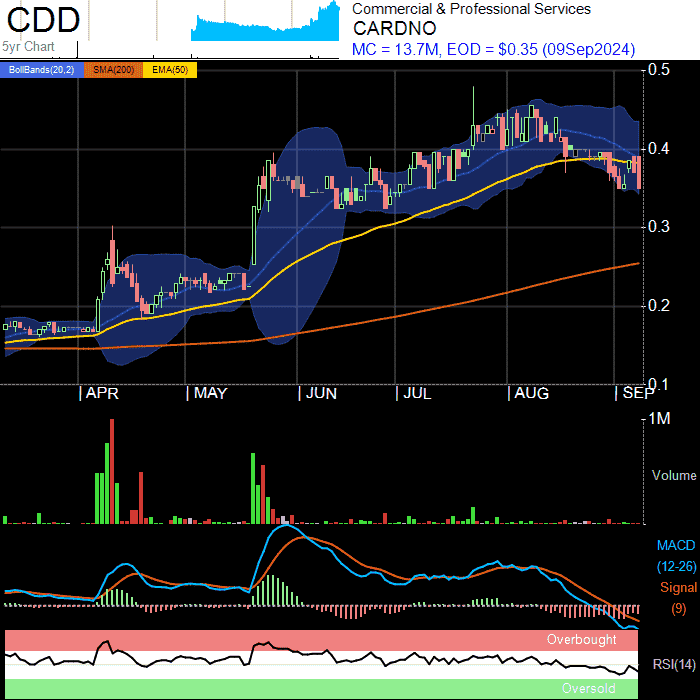 CDD
5yr Chart
Commercial & Professional Services
CARDNO
MC = 13.7M, EOD = $0.35 (09Sep2024)
BollBands(20,2) SMA(200) EMA(50)
0.5
0.4
0.3
0.2
0.1
APR MAY JUN JUL AUG SEP
1M
Volume
MACD
(12-26)
Signal
(9)
Overbought
RSI(14)
Oversold